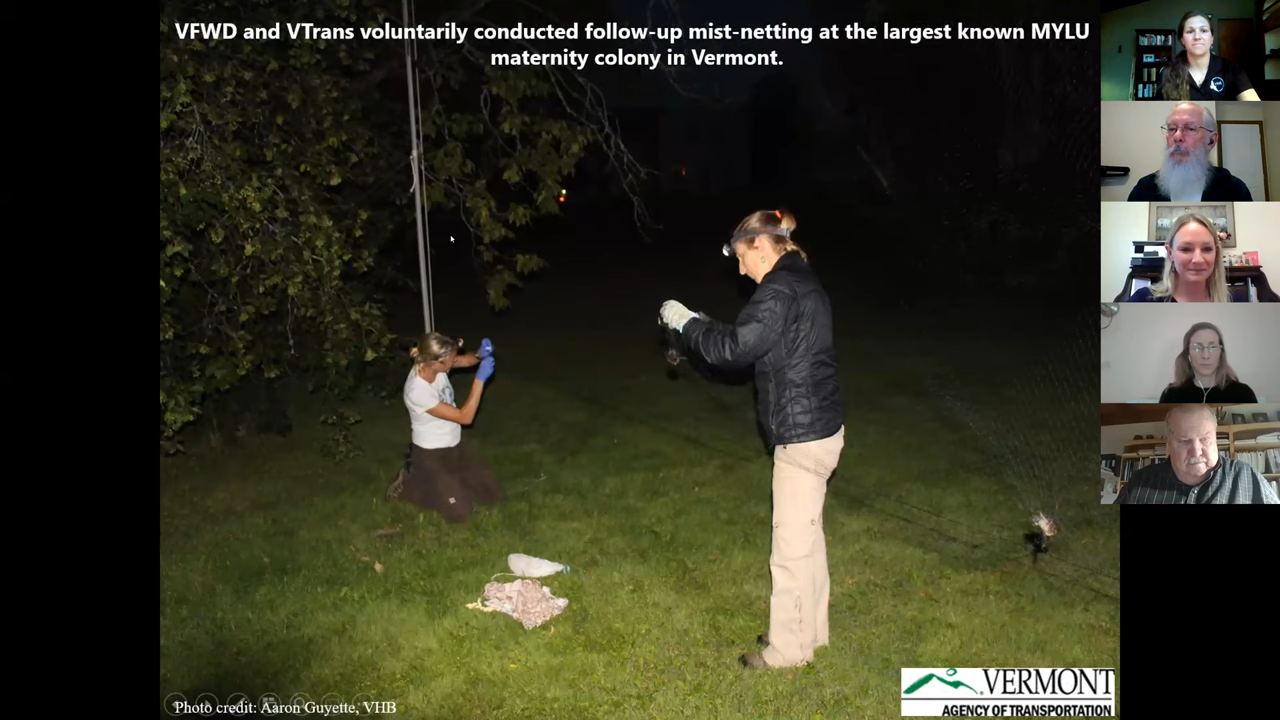 VFWD and VTrans voluntarily conducted follow-up mist-netting at the largest known MYLU
maternity colony in Vermont.
Photo credit: Aaron Guyette, VHB
VERMONT
AGENCY OF TRANSPORTATION